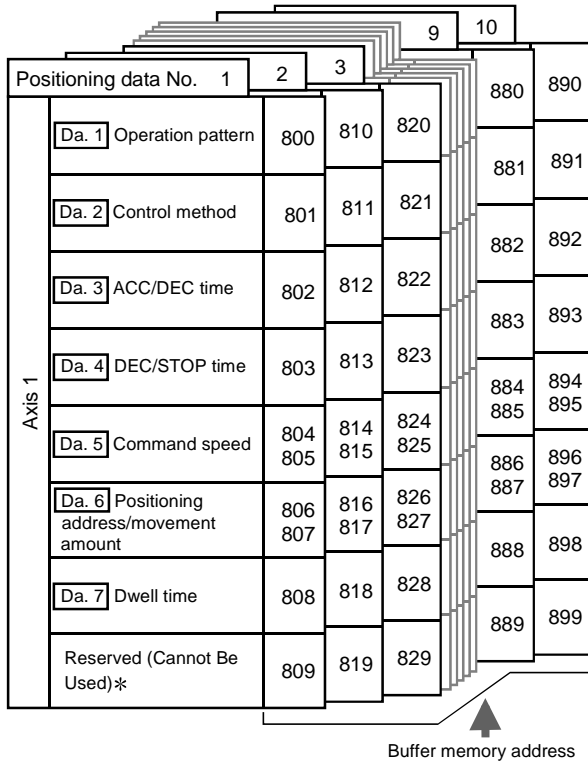 9 10
Positioning data No. 1 2 3
Axis 1
Da. 1 Operation pattern 800 810 820 880 890
Da. 2 Control method 801 811 821 881 891
Da. 3 ACC/DEC time 802 812 822 882 892
Da. 4 DEC/STOP time 803 813 823 883 893
Da. 5 Command speed 804 814 824 884 894
805 815 825 885 895
Da. 6 Positioning
address/movement
amount
806 816 826 886 896
807 817 827 887 897
Da. 7 Dwell time 808 818 828 888 898
Reserved (Cannot Be
Used)* 809 819 829 889 899
Buffer memory address